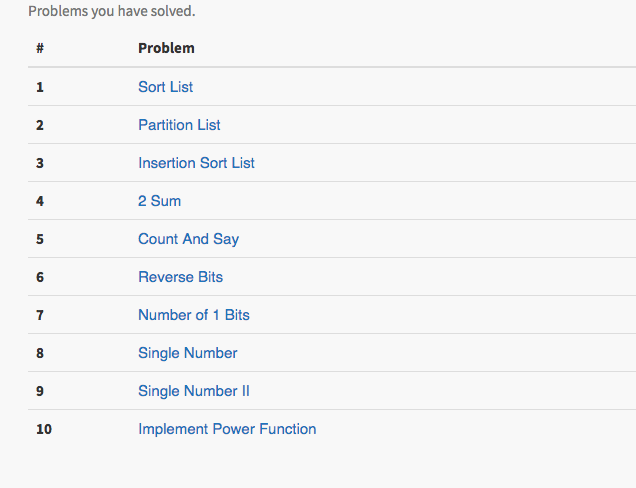 Problems you have solved.
# Problem
1 Sort List
2 Partition List
3 Insertion Sort List
4 2 Sum
5 Count And Say
6 Reverse Bits
7 Number of 1 Bits
8 Single Number
9 Single Number II
10 Implement Power Function